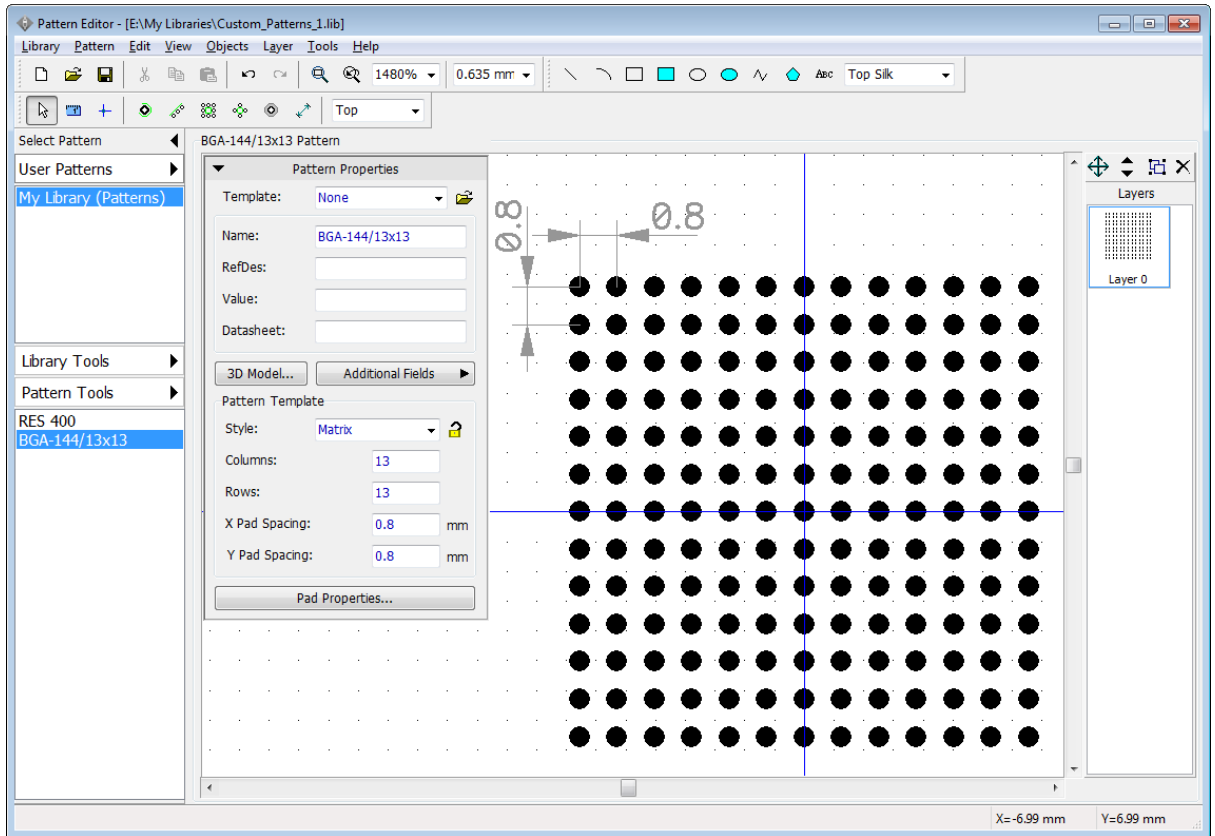 Pattern Editor - [E:\My Libraries\Custom_Patterns_1.lib]
Library Pattern Edit View Objects Layer Tools Help
1480% 0.635 mm ABC Top Silk
Top
Select Pattern
BGA-144/13x13 Pattern
User Patterns
My Library (Patterns)
Library Tools
Pattern Tools
RES 400
BGA-144/13x13
Pattern Properties
Template: None
Name: BGA-144/13x13
RefDes:
Value:
Datasheet:
3D Model... Additional Fields
Pattern Template
Style: Matrix
Columns: 13
Rows: 13
X Pad Spacing: 0.8 mm
Y Pad Spacing: 0.8 mm
Pad Properties...
0.8
0.8
Layers
Layer 0
X=-6.99 mm Y=6.99 mm